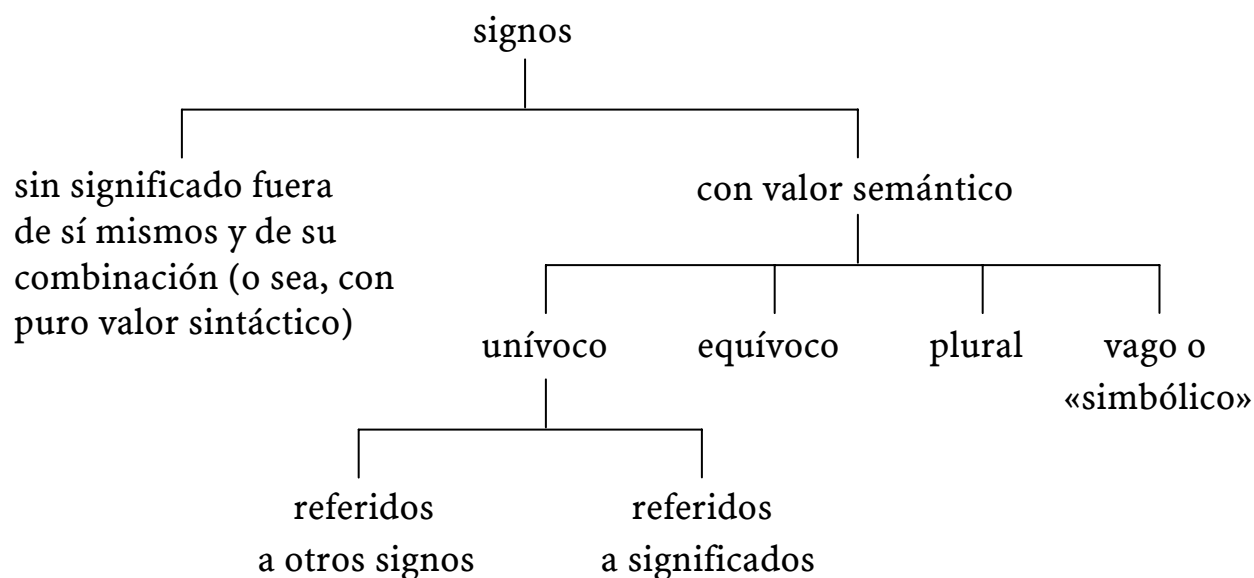 signos
sin significado fuera
de sí mismos y de su
combinación (o sea, con
puro valor sintáctico)
con valor semántico
unívoco
equívoco
plural
vago o
«simbólico»
referidos
a otros signos
referidos
a significados